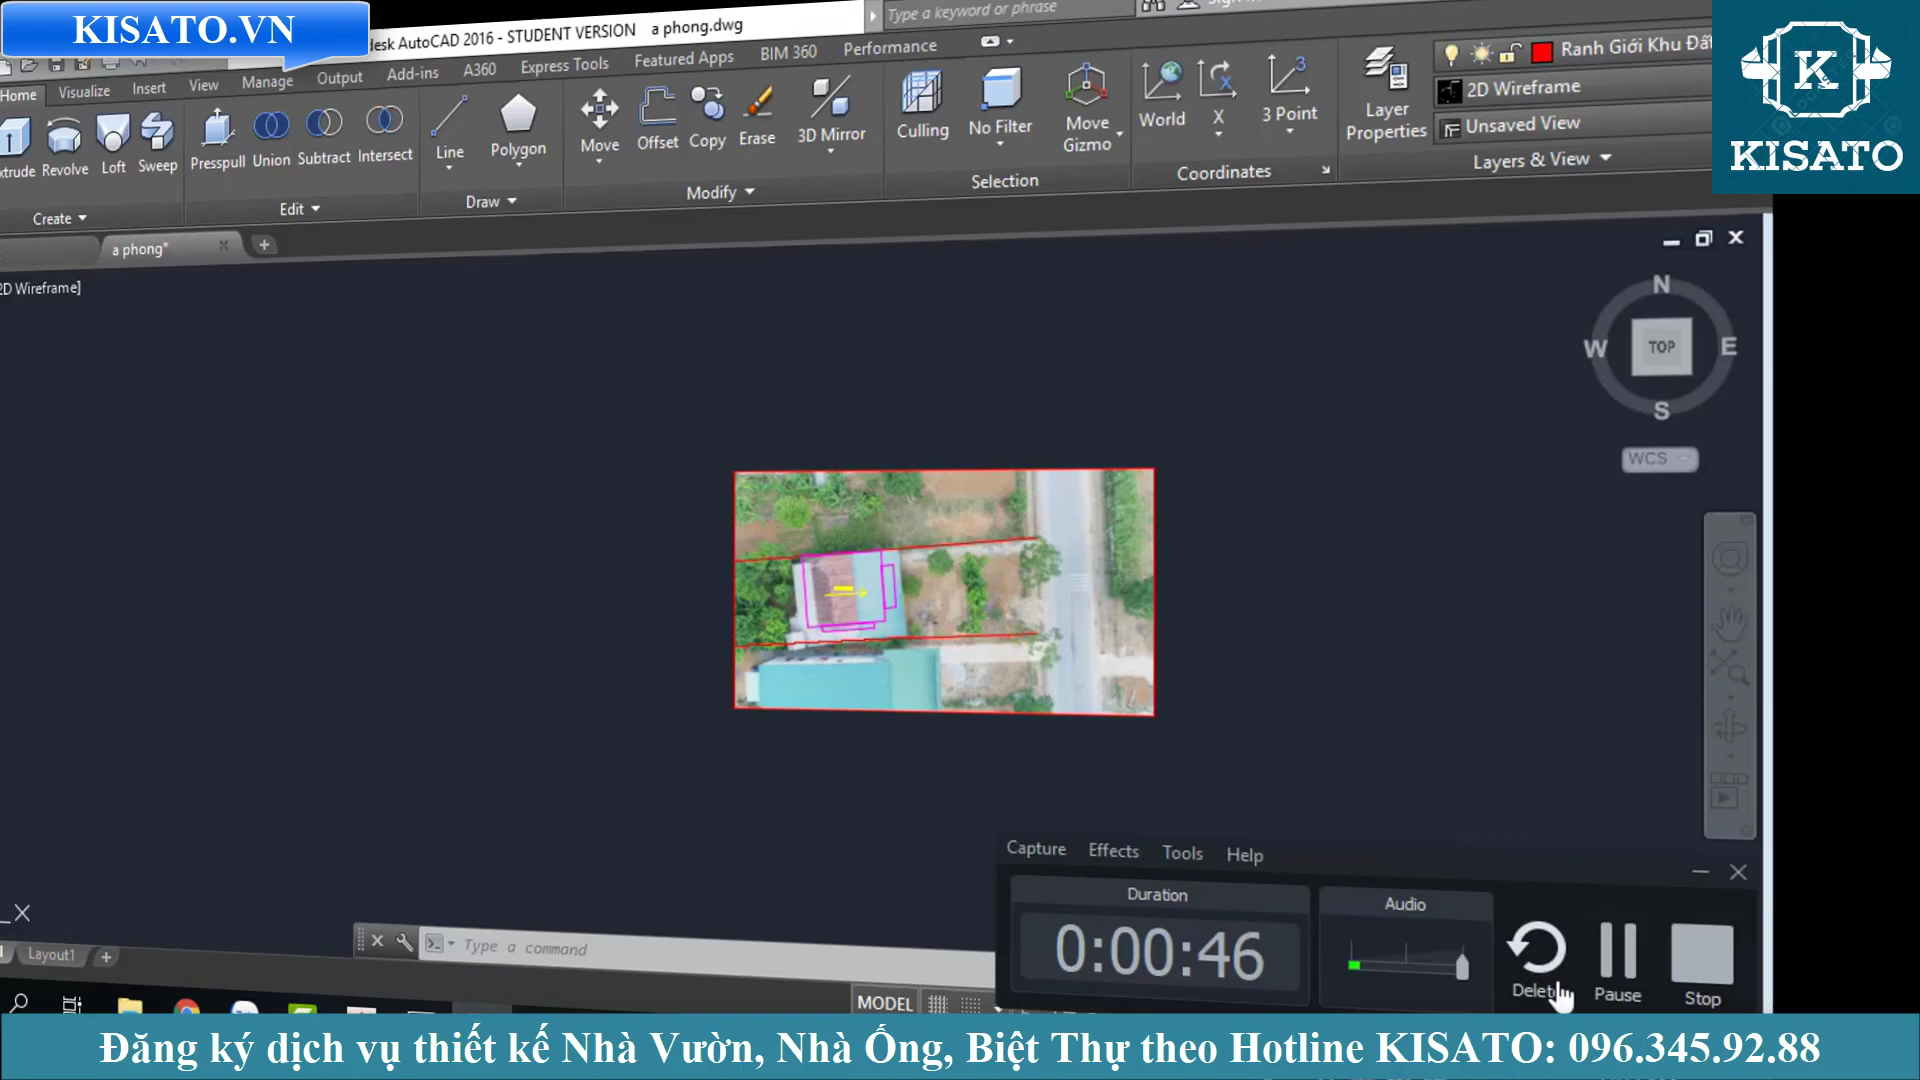 KISATO.VN
desk AutoCAD 2016 - STUDENT VERSION a phong.dwg
Type a keyword or phrase
Home Visualize Insert View Manage Output Add-ins A360 Express Tools Featured Apps BIM 360 Performance
Revolve Loft Sweep
Presspull Union Subtract Intersect
Line Polygon
Move Offset Copy Erase 3D Mirror
Culling No Filter Move Gizmo
World X 3 Point
Layer Properties
Ranh Giới Khu Đấ
2D Wireframe
Unsaved View
Create Edit Draw Modify Selection Coordinates Layers & View
K
KISATO
a phong*
2D Wireframe]
N
W TOP E
S
WCS
X
Layout1
Type a command
MODEL
Capture Effects Tools Help
Duration
0:00:46
Audio
Pause Stop
Đăng ký dịch vụ thiết kế Nhà Vườn, Nhà Ống, Biệt Thự theo Hotline KISATO: 096.345.92.88